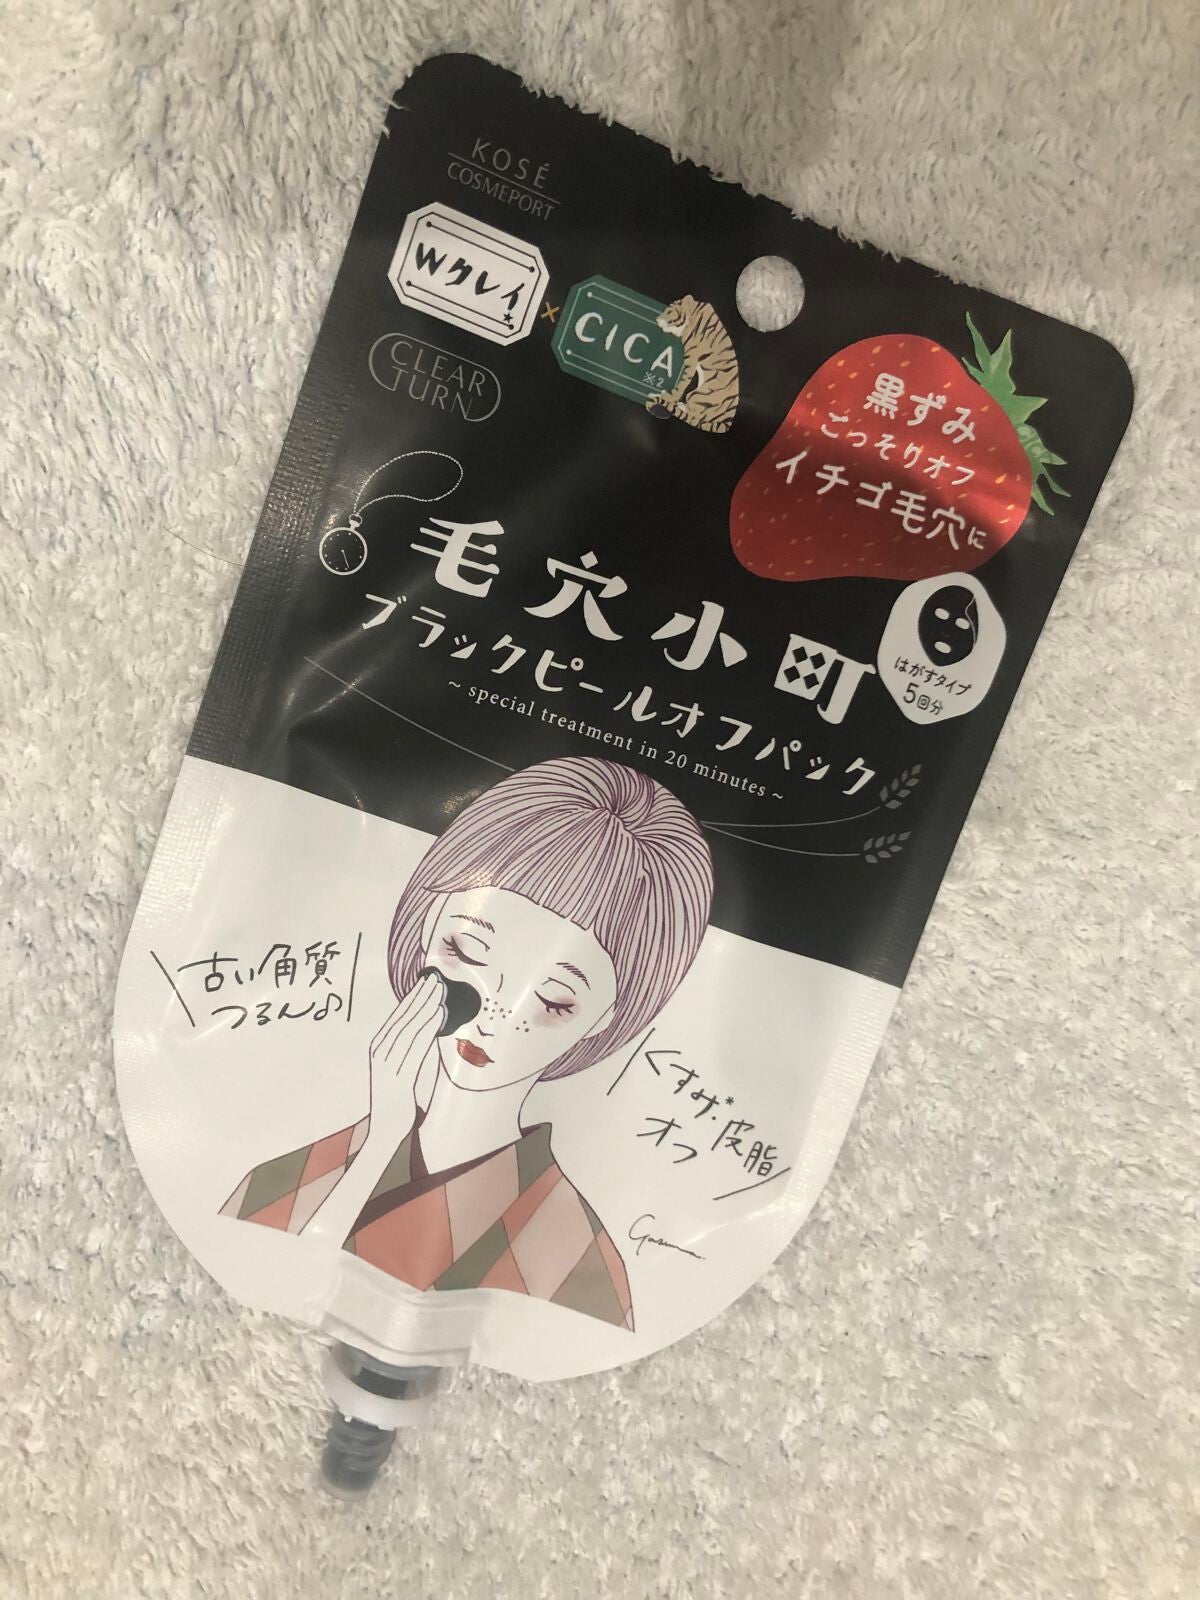 KOSÉ
COSMEPORT
Wクレイ
×
CICA
※2
CLEAR
TURN
黒ずみ
ごっそりオフ
イチゴ毛穴に
毛穴小町
ブラックピールオフパック
~ special treatment in 20 minutes ~
はがすタイプ
5回分
古い角質
つるん♪
くすみ*・皮脂
オフ